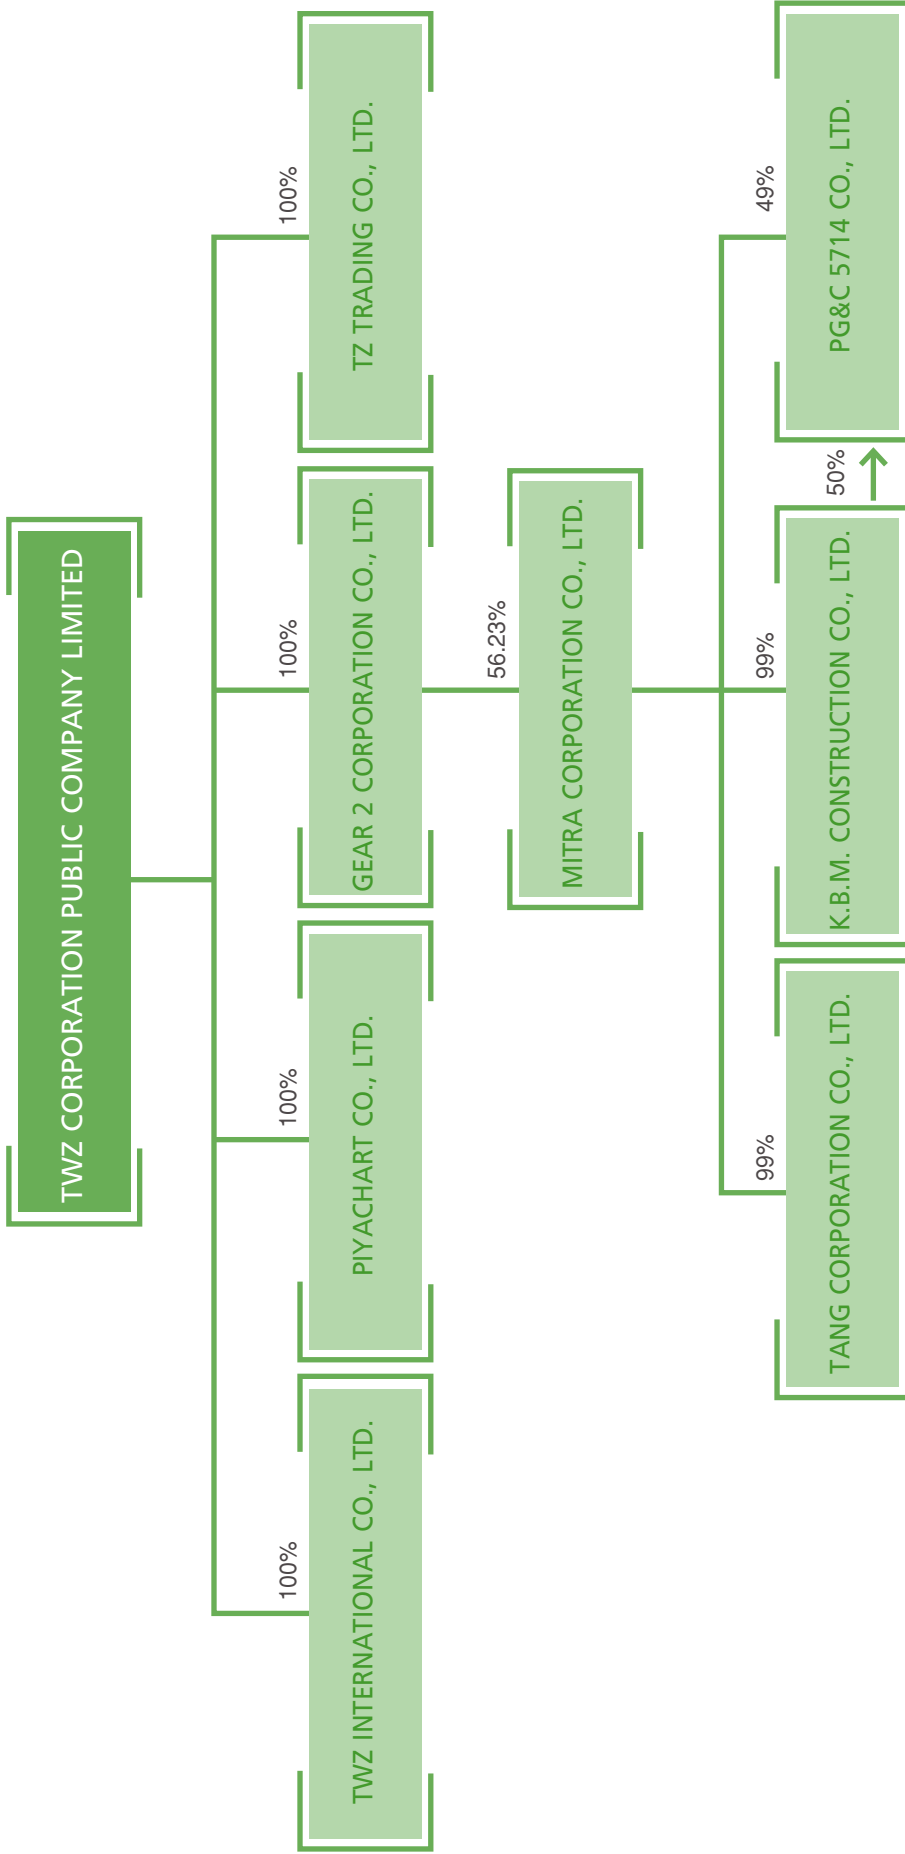 TWZ CORPORATION PUBLIC COMPANY LIMITED
100%
100%
100%
100%
TWZ INTERNATIONAL CO., LTD.
PIYACHART CO., LTD.
GEAR 2 CORPORATION CO., LTD.
TZ TRADING CO., LTD.
56.23%
MITRA CORPORATION CO., LTD.
99%
99%
49%
TANG CORPORATION CO., LTD.
K.B.M. CONSTRUCTION CO., LTD.
50%
PG&C 5714 CO., LTD.